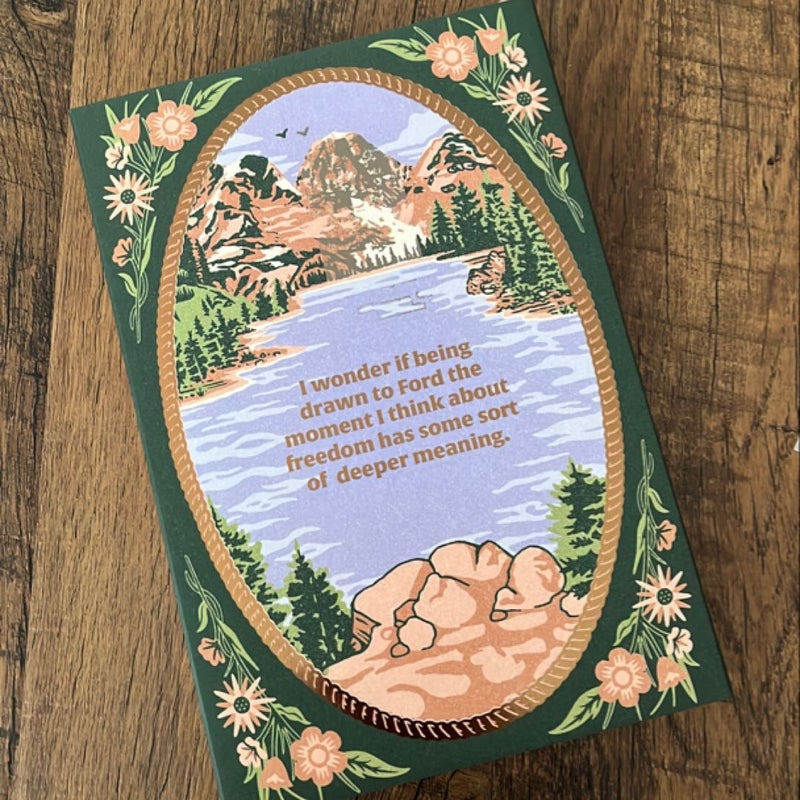 I wonder if being
drawn to Ford the
moment I think about
freedom has some sort
of deeper meaning.